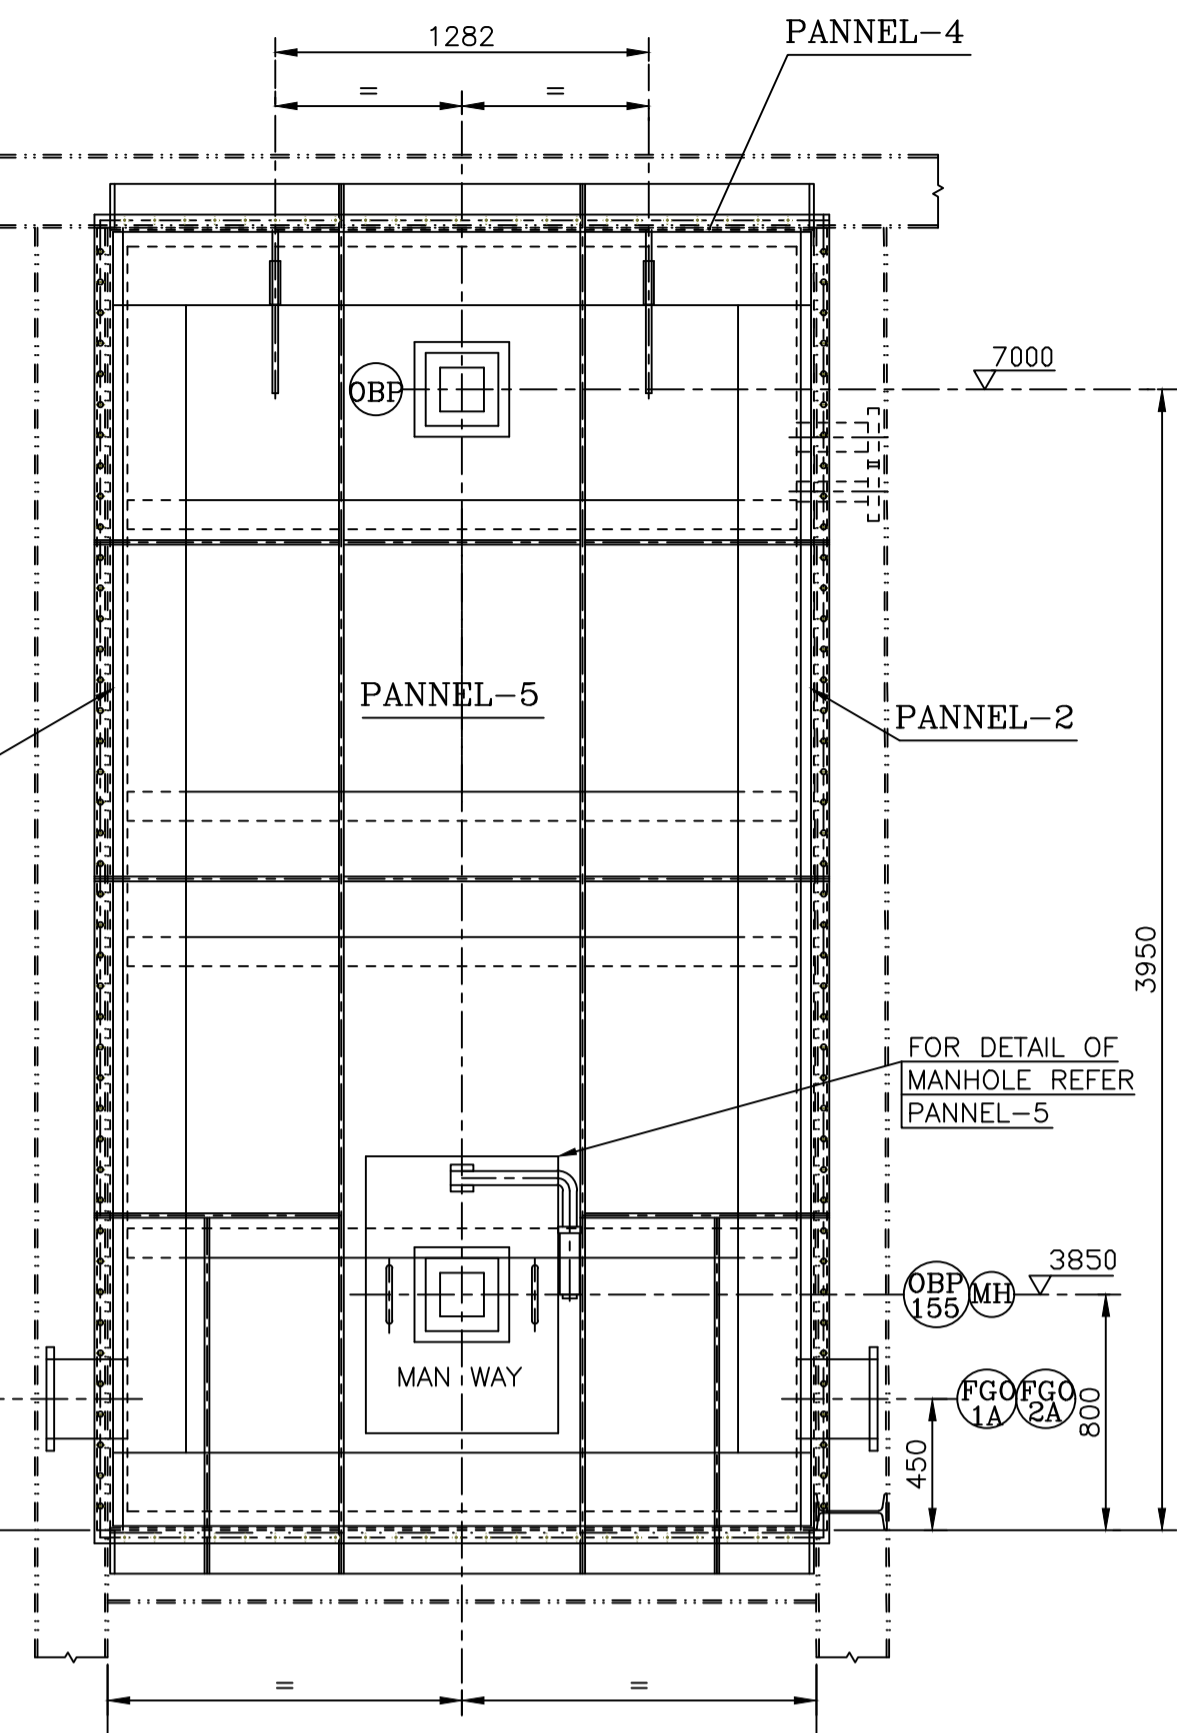 1282
PANNEL-4
=
=
7000
OBP
PANNEL-5
PANNEL-2
3950
FOR DETAIL OF
MANHOLE REFER
PANNEL-5
OBP
155
MH
3850
MAN WAY
FGO
1A
FGO
2A
800
450
=
=